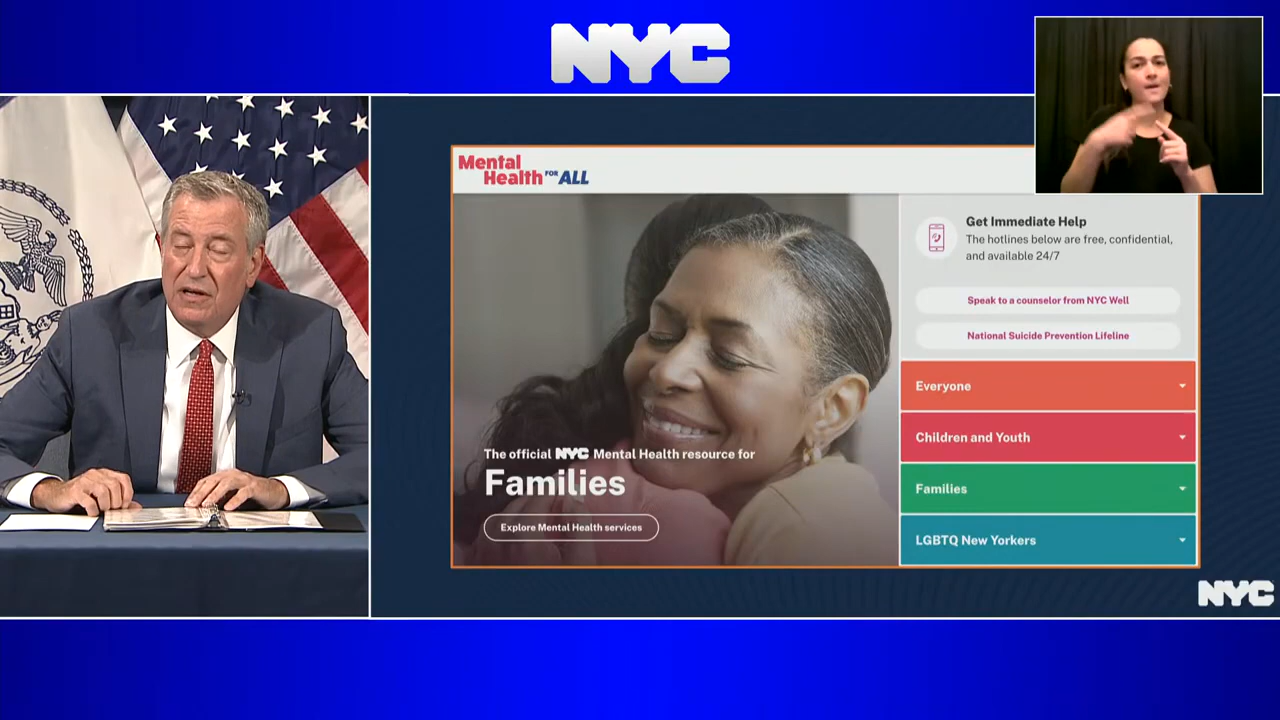 NYC
Mental
Health FOR ALL
Get Immediate Help
The hotlines below are free, confidential,
and available 24/7
Speak to a counselor from NYC Well
National Suicide Prevention Lifeline
Everyone
Children and Youth
Families
LGBTQ New Yorkers
The official NYC Mental Health resource for
Families
Explore Mental Health services
NYC